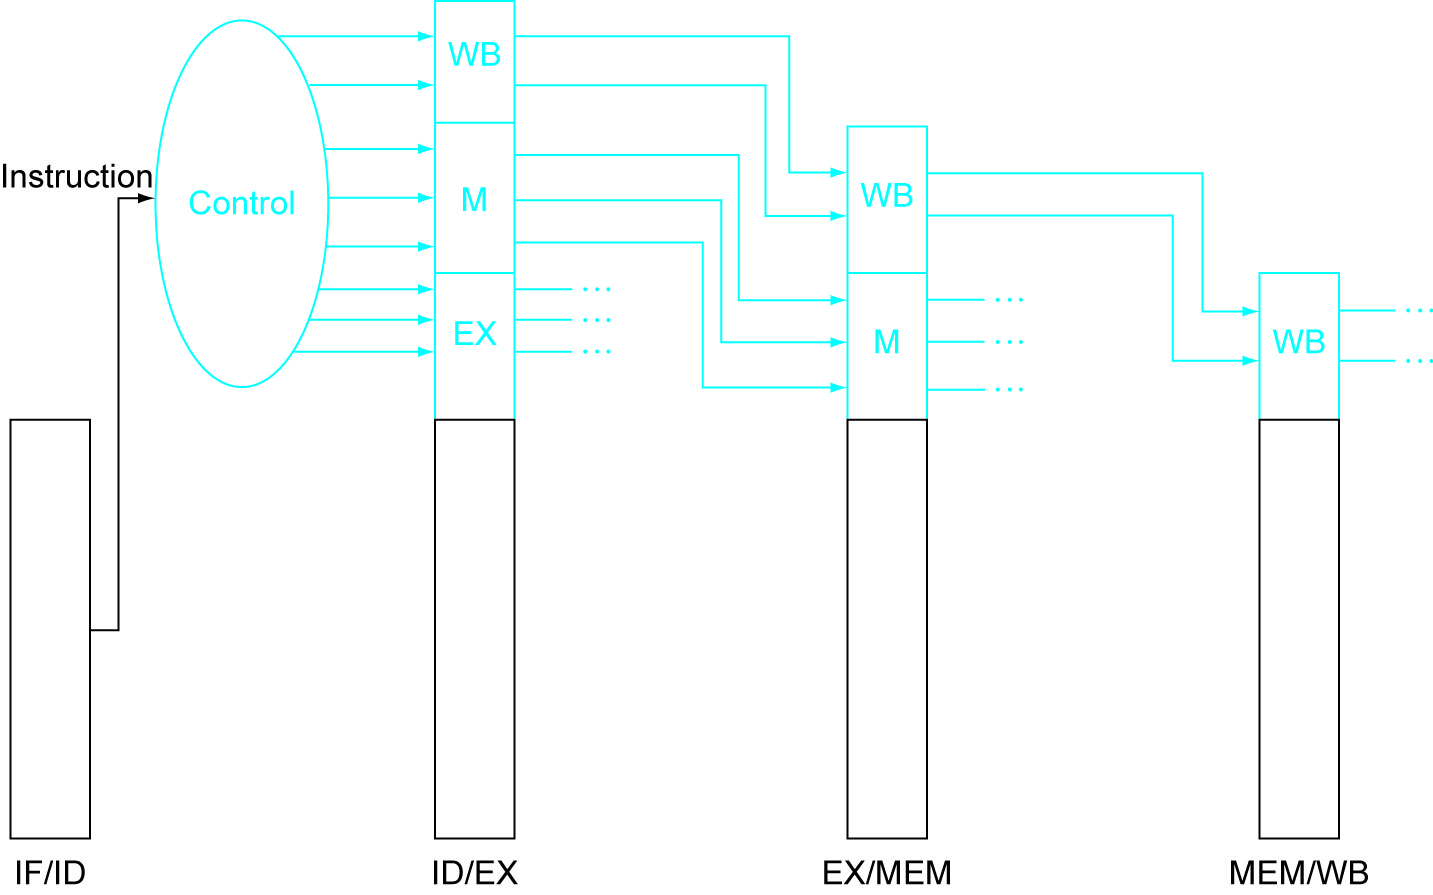 WB
Instruction
Control
M
WB
EX
M
WB
IF/ID
ID/EX
EX/MEM
MEM/WB